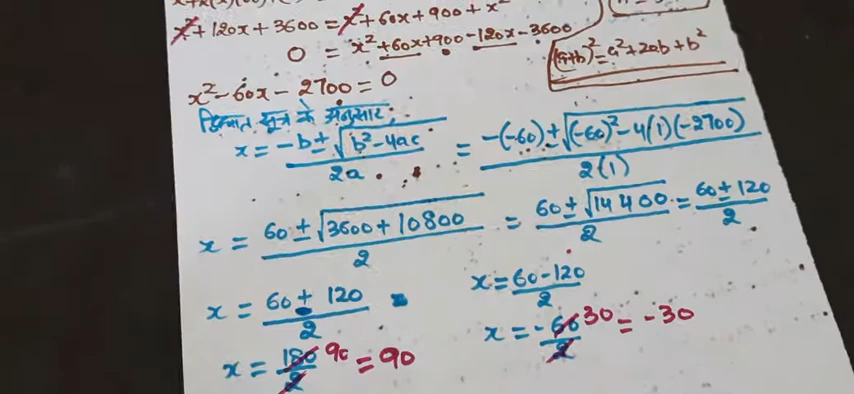 x²+120x+3600 = x²+60x+900+x²
0 = x²+60x+900-120x-3600
(a+b)² = a²+2ab+b²
x²-60x-2700=0
सूत्र के अनुसार,
x = (-b±√(b²-4ac))/2a = (-(-60)±√((-60)²-4(1)(-2700)))/2(1)
x = (60±√(3600+10800))/2 = (60±√14400)/2 = (60±120)/2
x = (60+120)/2
x = (60-120)/2
x = 180/2 90 = 90
x = -60/2 30 = -30